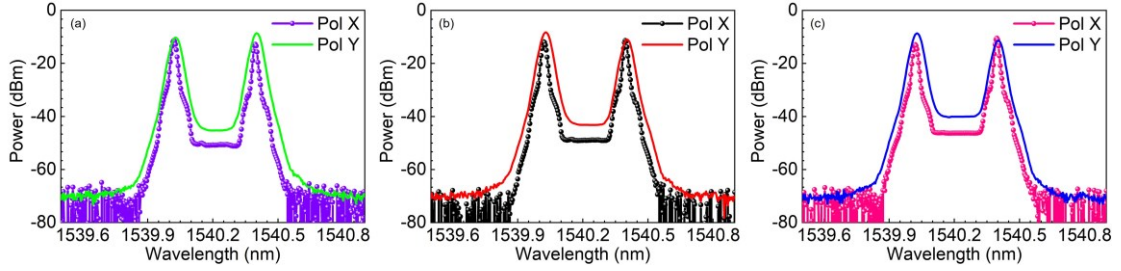 (a)
Pol X
Pol Y
0
-20
-40
-60
-80
Power (dBm)
1539.6 1539.9 1540.2 1540.5 1540.8
Wavelength (nm)
(b)
Pol X
Pol Y
0
-20
-40
-60
-80
Power (dBm)
1539.6 1539.9 1540.2 1540.5 1540.8
Wavelength (nm)
(c)
Pol X
Pol Y
0
-20
-40
-60
-80
Power (dBm)
1539.6 1539.9 1540.2 1540.5 1540.8
Wavelength (nm)